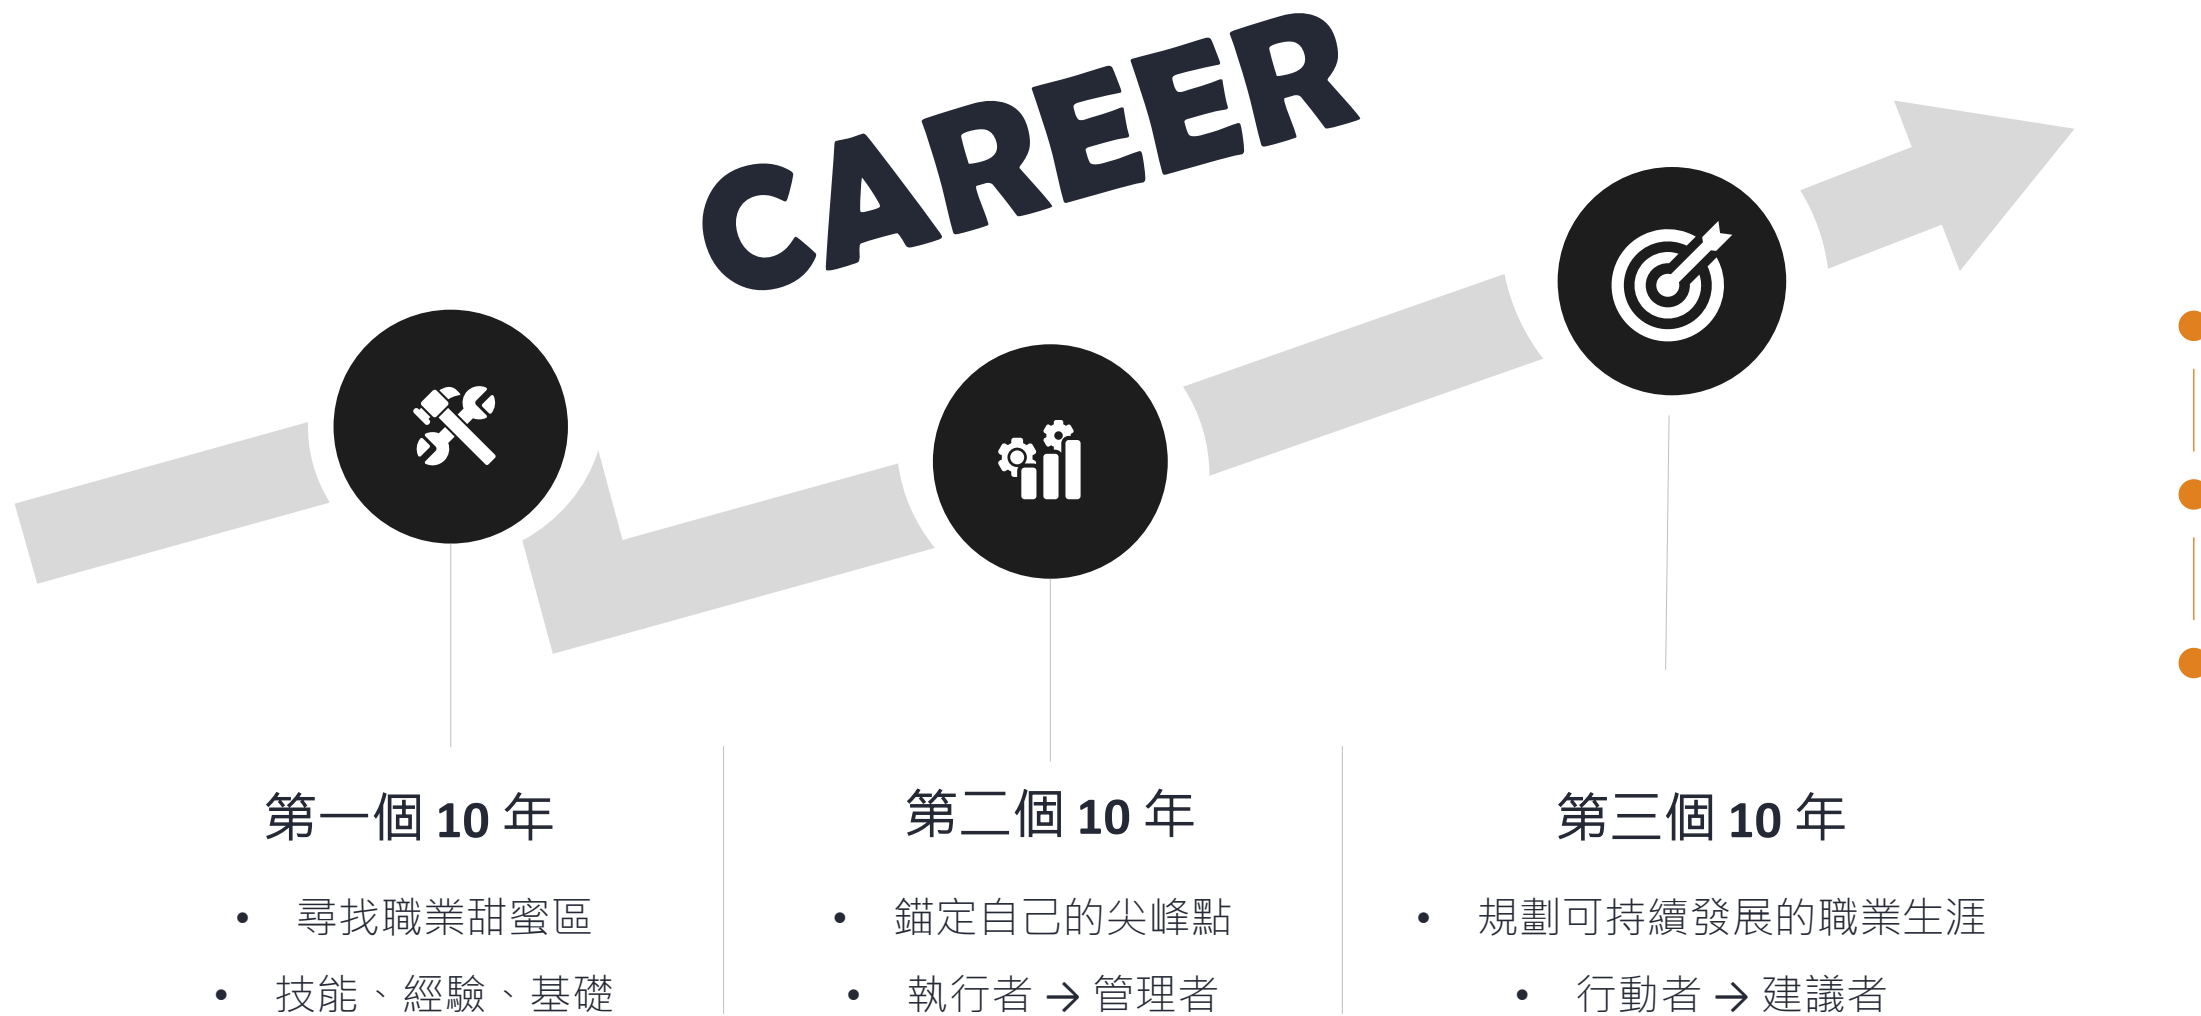 CAREER
第一個 10 年
• 尋找職業甜蜜區
• 技能、經驗、基礎
第二個 10 年
• 錨定自己的尖峰點
• 執行者 → 管理者
第三個 10 年
• 規劃可持續發展的職業生涯
• 行動者 → 建議者